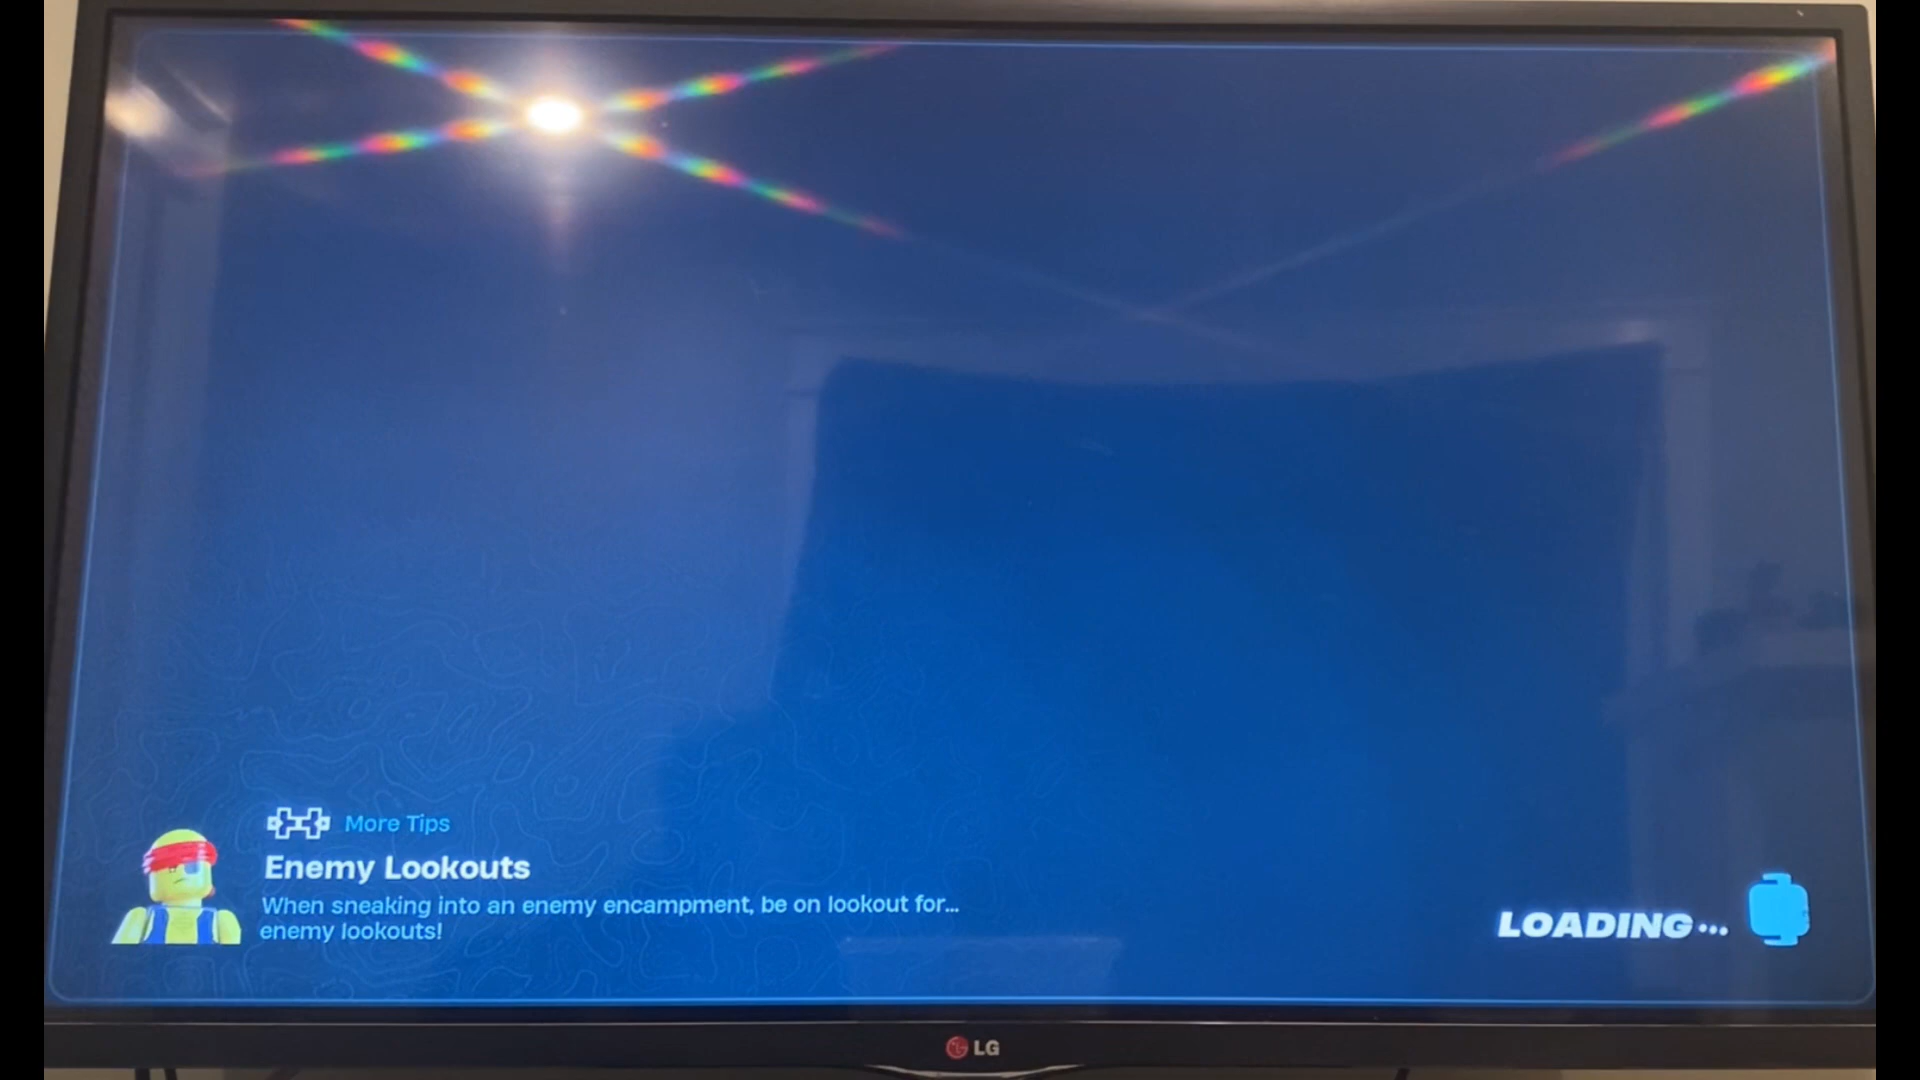 More Tips
Enemy Lookouts
When sneaking into an enemy encampment, be on lookout for...
enemy lookouts!
LOADING...
LG